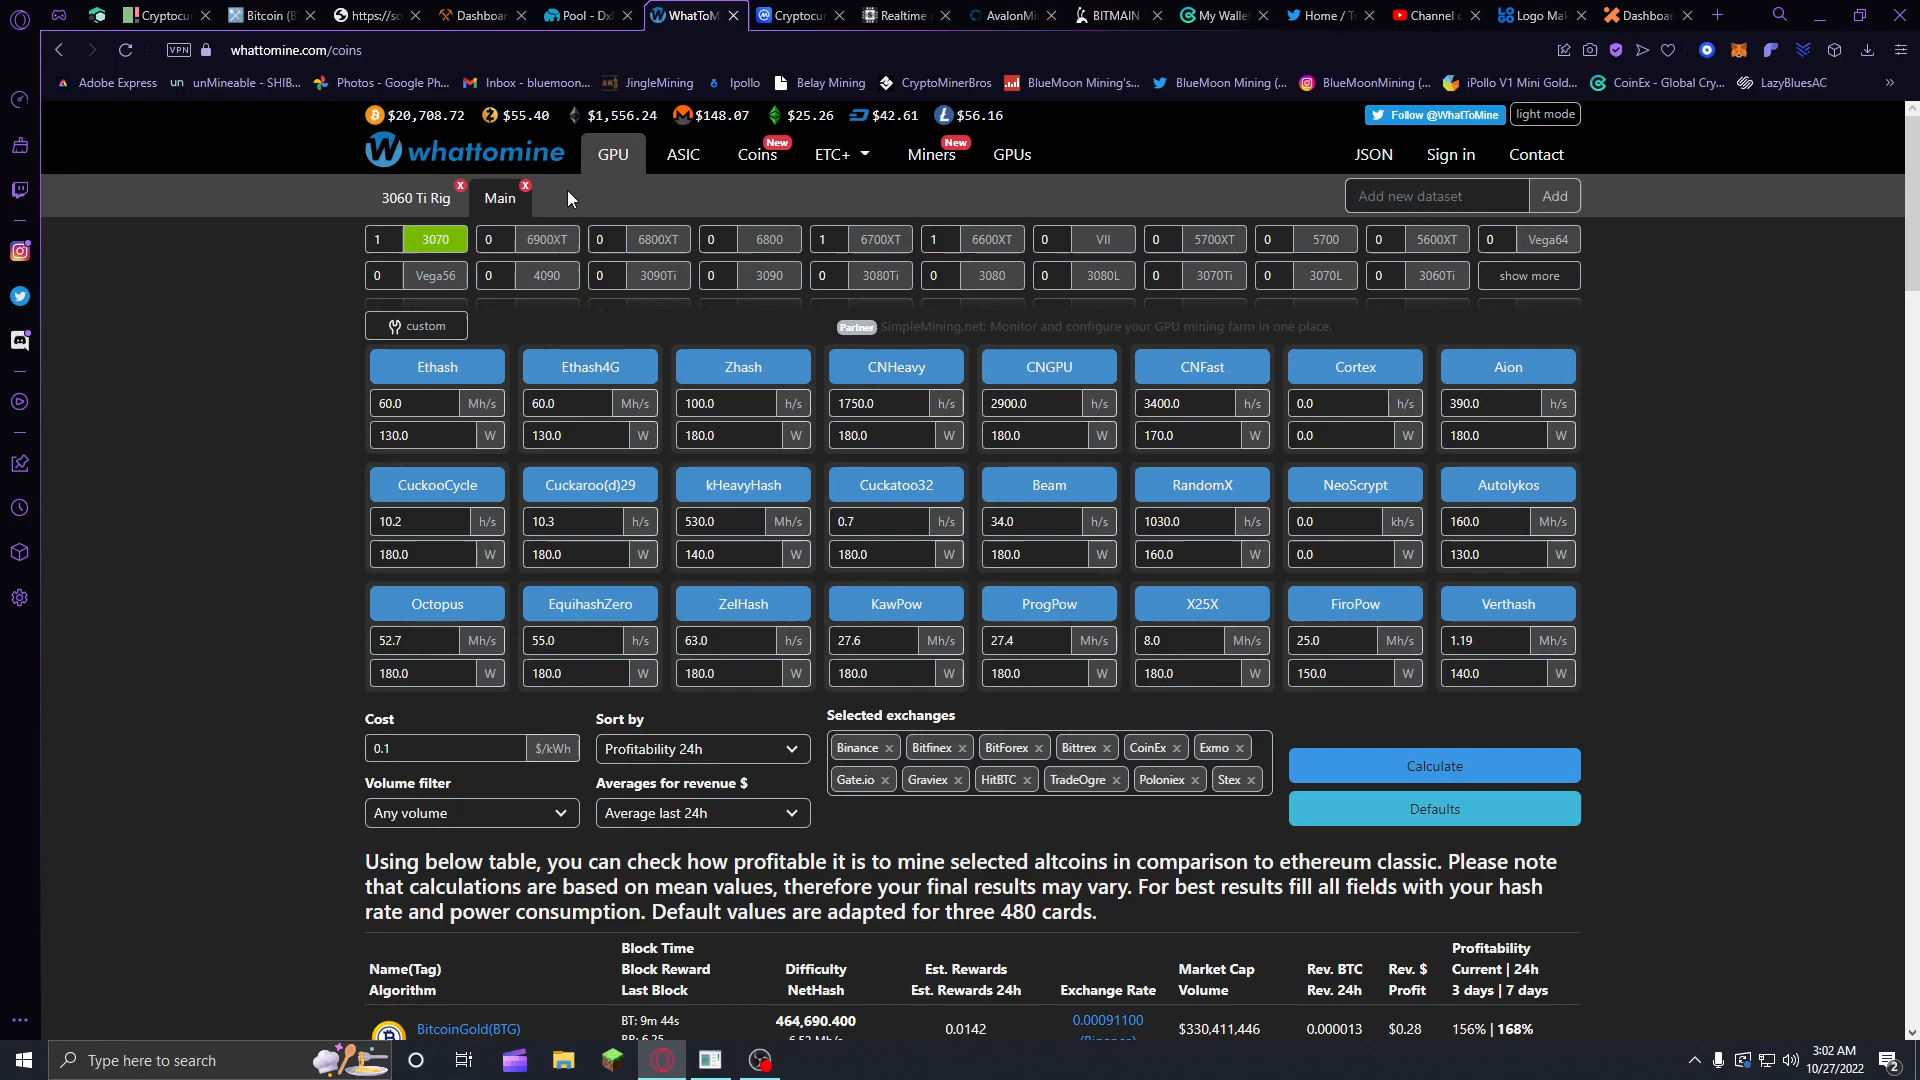 Cryptocur
Bitcoin (B
https://so
Dashboar
Pool - Dxl
WhatToM
Cryptocur
Realtime
AvalonMi
BITMAIN
My Walle
Home / Tw
Channel c
Logo Mak
Dashboar
VPN
whattomine.com/coins
Adobe Express
un unMineable - SHIB...
Photos - Google Ph...
Inbox - bluemoon...
JingleMining
Ipollo
Belay Mining
CryptoMinerBros
BlueMoon Mining's...
BlueMoon Mining (...
BlueMoonMining (...
iPollo V1 Mini Gold...
CoinEx - Global Cry...
LazyBluesAC
$20,708.72 $55.40 $1,556.24 $148.07 $25.26 $42.61 $56.16
Follow @WhatToMine light mode
whattomine
GPU ASIC Coins New ETC+ Miners New GPUs
JSON Sign in Contact
3060 Ti Rig X Main X
Add new dataset Add
1 3070 0 6900XT 0 6800XT 0 6800 1 6700XT 1 6600XT 0 VII 0 5700XT 0 5700 0 5600XT 0 Vega64
0 Vega56 0 4090 0 3090Ti 0 3090 0 3080Ti 0 3080 0 3080L 0 3070Ti 0 3070L 0 3060Ti show more
custom
Partner SimpleMining.net: Monitor and configure your GPU mining farm in one place.
Ethash Ethash4G Zhash CNHeavy CNGPU CNFast Cortex Aion
60.0 Mh/s 60.0 Mh/s 100.0 h/s 1750.0 h/s 2900.0 h/s 3400.0 h/s 0.0 h/s 390.0 h/s
130.0 W 130.0 W 180.0 W 180.0 W 180.0 W 170.0 W 0.0 W 180.0 W
CuckooCycle Cuckaroo(d)29 kHeavyHash Cuckatoo32 Beam RandomX NeoScrypt Autolykos
10.2 h/s 10.3 h/s 530.0 Mh/s 0.7 h/s 34.0 h/s 1030.0 h/s 0.0 kh/s 160.0 Mh/s
180.0 W 180.0 W 140.0 W 180.0 W 180.0 W 160.0 W 0.0 W 130.0 W
Octopus EquihashZero ZelHash KawPow ProgPow X25X FiroPow Verthash
52.7 Mh/s 55.0 h/s 63.0 h/s 27.6 Mh/s 27.4 Mh/s 8.0 Mh/s 25.0 Mh/s 1.19 Mh/s
180.0 W 180.0 W 180.0 W 180.0 W 180.0 W 180.0 W 150.0 W 140.0 W
Cost Sort by Selected exchanges
0.1 $/kWh Profitability 24h
Binance Bitfinex BitForex Bittrex CoinEx Exmo
Gate.io Graviex HitBTC TradeOgre Poloniex Stex
Calculate
Defaults
Volume filter Averages for revenue $
Any volume Average last 24h
Using below table, you can check how profitable it is to mine selected altcoins in comparison to ethereum classic. Please note
that calculations are based on mean values, therefore your final results may vary. For best results fill all fields with your hash
rate and power consumption. Default values are adapted for three 480 cards.
Block Time Profitability
Name(Tag) Block Reward Difficulty Est. Rewards Market Cap Rev. BTC Rev. $ Current | 24h
Algorithm Last Block NetHash Est. Rewards 24h Exchange Rate Volume Rev. 24h Profit 3 days | 7 days
BitcoinGold(BTG) BT: 9m 44s 464,690.400 0.0142 0.00091100 $330,411,446 0.000013 $0.28 156% | 168%
Type here to search
3:02 AM
10/27/2022
2